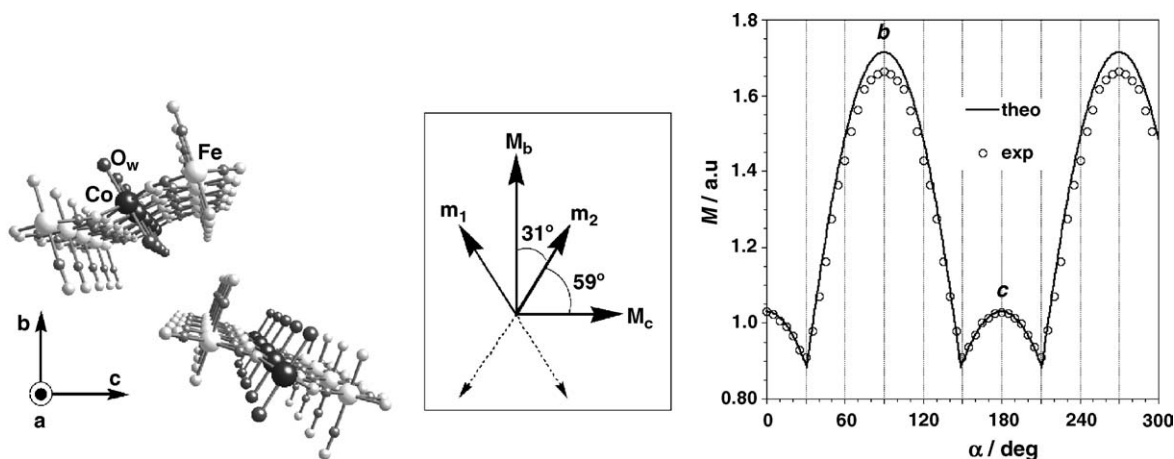 O_w
Fe
Co
b
c
a
M_b
m_1
m_2
31°
59°
M_c
1.8
1.6
1.4
1.2
1.0
0.80
M / a.u
b
theo
exp
c
0
60
120
180
240
300
α / deg